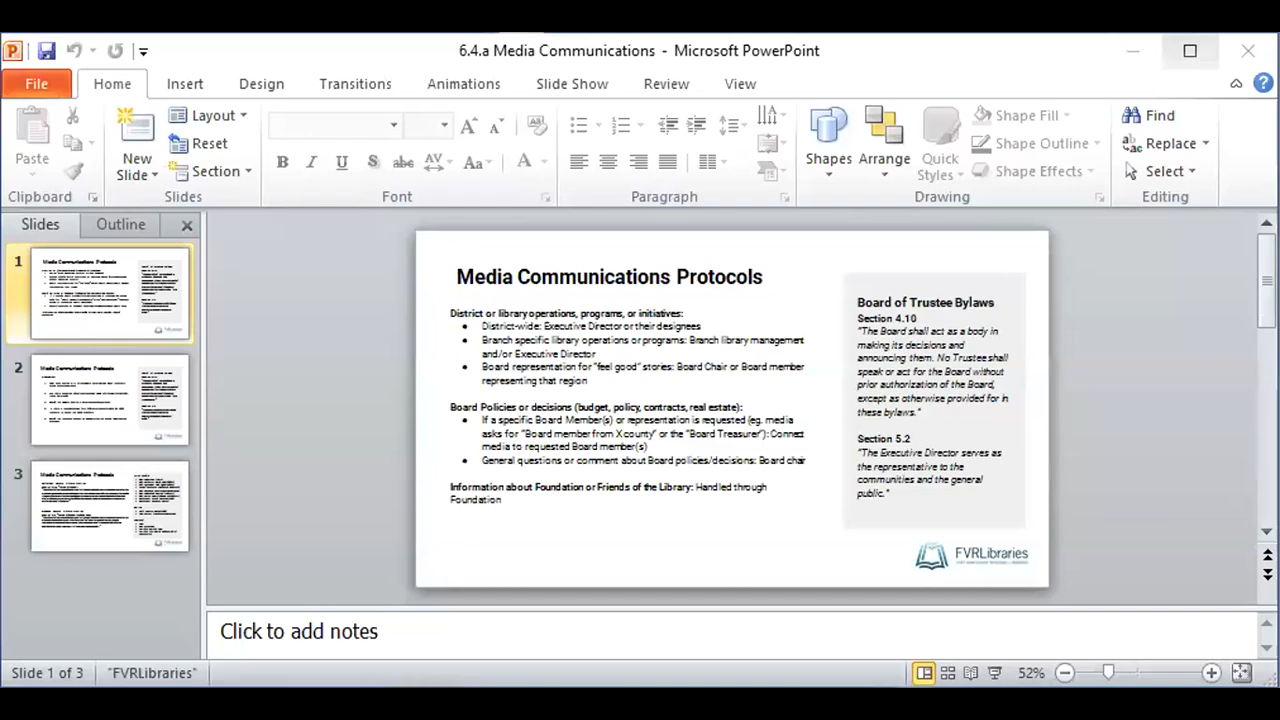 6.4.a Media Communications - Microsoft PowerPoint
File Home Insert Design Transitions Animations Slide Show Review View
Paste
Clipboard
New
Slide
Layout
Reset
Section
Slides
Font
Paragraph
Shapes
Arrange
Quick
Styles
Shape Fill
Shape Outline
Shape Effects
Drawing
Find
Replace
Select
Editing
Slides Outline
1
Media Communications Protocols
2
3
Media Communications Protocols
Media Communications Protocols
District or library operations, programs, or initiatives:
• District-wide: Executive Director or their designees
• Branch specific library operations or programs: Branch library management
and/or Executive Director
• Board representation for "feel good" stories: Board Chair or Board member
representing that region
Board Policies or decisions (budget, policy, contracts, real estate):
• If a specific Board Member(s) or representation is requested (eg. media
asks for "Board member from X county" or the "Board Treasurer"): Connect
media to requested Board member(s)
• General questions or comment about Board policies/decisions: Board chair
Information about Foundation or Friends of the Library: Handled through
Foundation
Board of Trustee Bylaws
Section 4.10
"The Board shall act as a body in
making its decisions and
announcing them. No Trustee shall
speak or act for the Board without
prior authorization of the Board,
except as otherwise provided for in
these bylaws."
Section 5.2
"The Executive Director serves as
the representative to the
communities and the general
public."
FVRLibraries
Click to add notes
Slide 1 of 3 "FVRLibraries" 52%